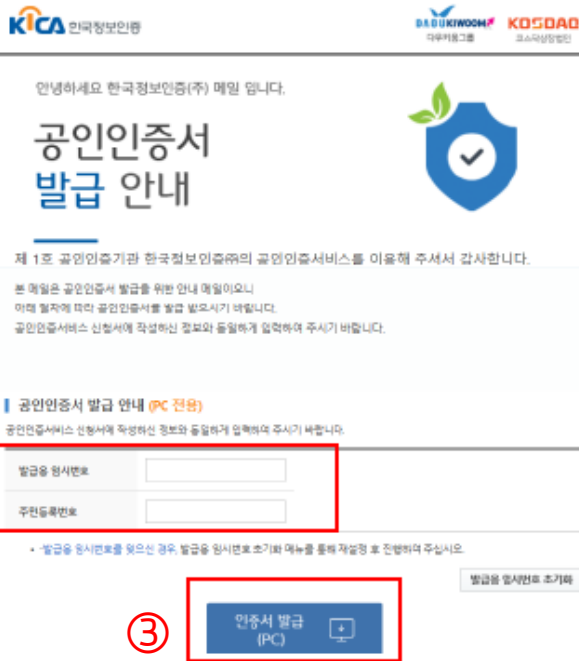 KICA 한국정보인증
DAOUKIWOOM 다우키움그룹
KOSDAQ 코스닥상장법인
안녕하세요 한국정보인증(주) 메일 입니다.
공인인증서
발급 안내
제 1호 공인인증기관 한국정보인증㈜의 공인인증서비스를 이용해 주셔서 감사합니다.
본 메일은 공인인증서 발급을 위한 안내 메일이오니
아래 절차에 따라 공인인증서를 발급 받으시기 바랍니다.
공인인증서비스 신청서에 작성하신 정보와 동일하게 입력하여 주시기 바랍니다.
공인인증서 발급 안내 (PC 전용)
공인인증서비스 신청서에 작성하신 정보와 동일하게 입력하여 주시기 바랍니다.
발급용 임시번호
주민등록번호
• -발급용 임시번호를 잊으신 경우, 발급용 임시번호 초기화 메뉴를 통해 재설정 후 진행하여 주십시오.
발급용 임시번호 초기화
③
인증서 발급
(PC)